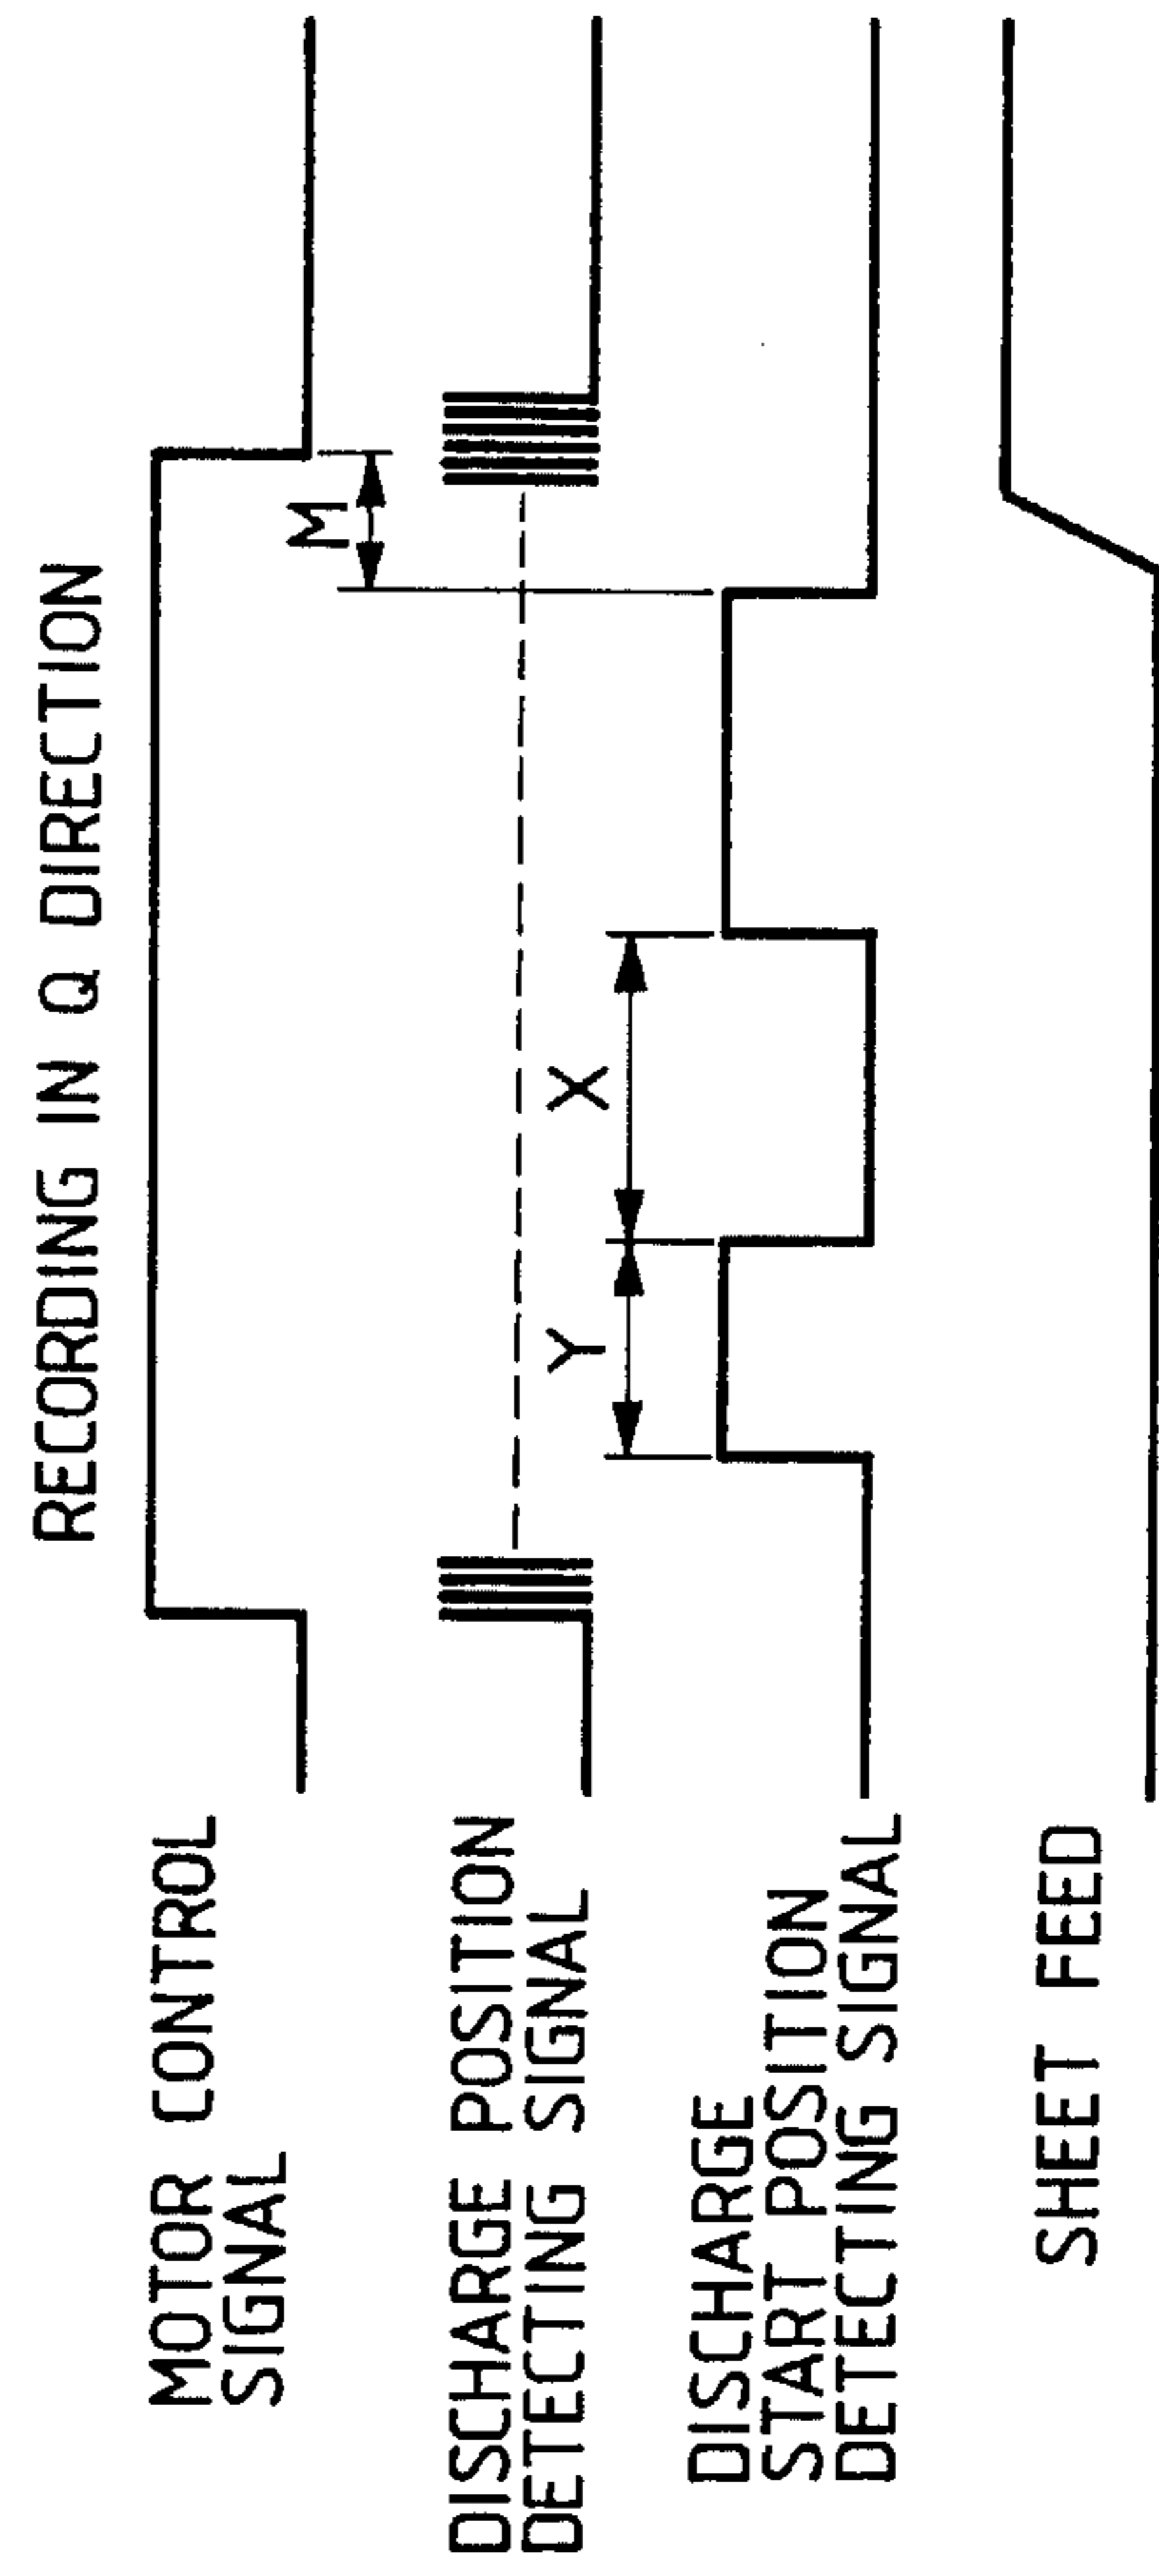 RECORDING IN Q DIRECTION
MOTOR CONTROL
SIGNAL
M
DISCHARGE POSITION
DETECTING SIGNAL
Y
X
DISCHARGE
START POSITION
DETECTING SIGNAL
SHEET FEED